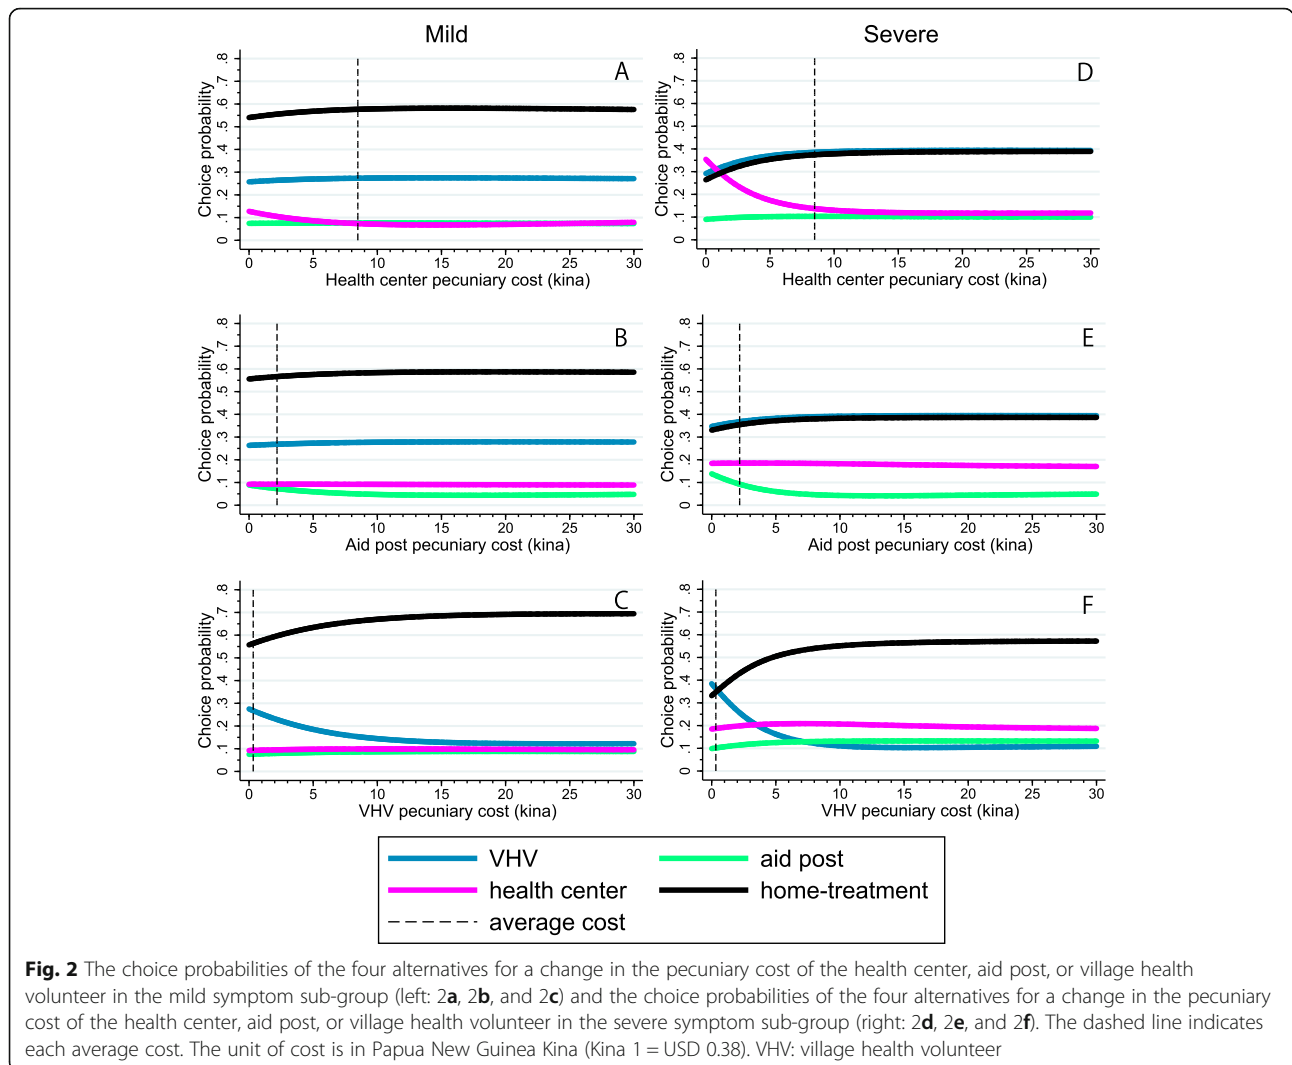 Mild
Severe
A
Choice probability
0 .1 .2 .3 .4 .5 .6 .7 .8
0 5 10 15 20 25 30
Health center pecuniary cost (kina)
D
Choice probability
0 .1 .2 .3 .4 .5 .6 .7 .8
0 5 10 15 20 25 30
Health center pecuniary cost (kina)
B
Choice probability
0 .1 .2 .3 .4 .5 .6 .7 .8
0 5 10 15 20 25 30
Aid post pecuniary cost (kina)
E
Choice probability
0 .1 .2 .3 .4 .5 .6 .7 .8
0 5 10 15 20 25 30
Aid post pecuniary cost (kina)
C
Choice probability
0 .1 .2 .3 .4 .5 .6 .7 .8
0 5 10 15 20 25 30
VHV pecuniary cost (kina)
F
Choice probability
0 .1 .2 .3 .4 .5 .6 .7 .8
0 5 10 15 20 25 30
VHV pecuniary cost (kina)
VHV
aid post
health center
home-treatment
average cost
Fig. 2 The choice probabilities of the four alternatives for a change in the pecuniary cost of the health center, aid post, or village health
volunteer in the mild symptom sub-group (left: 2a, 2b, and 2c) and the choice probabilities of the four alternatives for a change in the pecuniary
cost of the health center, aid post, or village health volunteer in the severe symptom sub-group (right: 2d, 2e, and 2f). The dashed line indicates
each average cost. The unit of cost is in Papua New Guinea Kina (Kina 1 = USD 0.38). VHV: village health volunteer